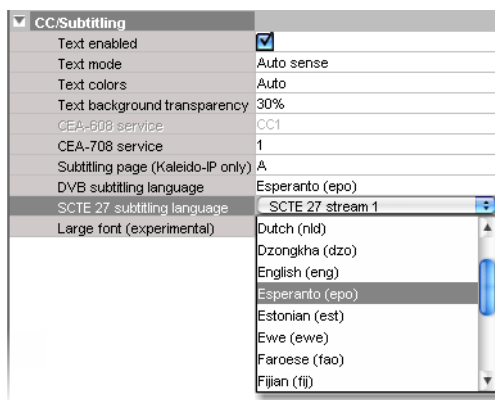 CC/Subtitling
Text enabled
Text mode Auto sense
Text colors Auto
Text background transparency 30%
CEA-608 service CC1
CEA-708 service 1
Subtitling page (Kaleido-IP only) A
DVB subtitling language Esperanto (epo)
SCTE 27 subtitling language SCTE 27 stream 1
Large font (experimental) Dutch (nld)
Dzongkha (dzo)
English (eng)
Esperanto (epo)
Estonian (est)
Ewe (ewe)
Faroese (fao)
Fijian (fij)